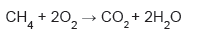 CH₄ + 2O₂ → CO₂ + 2H₂O